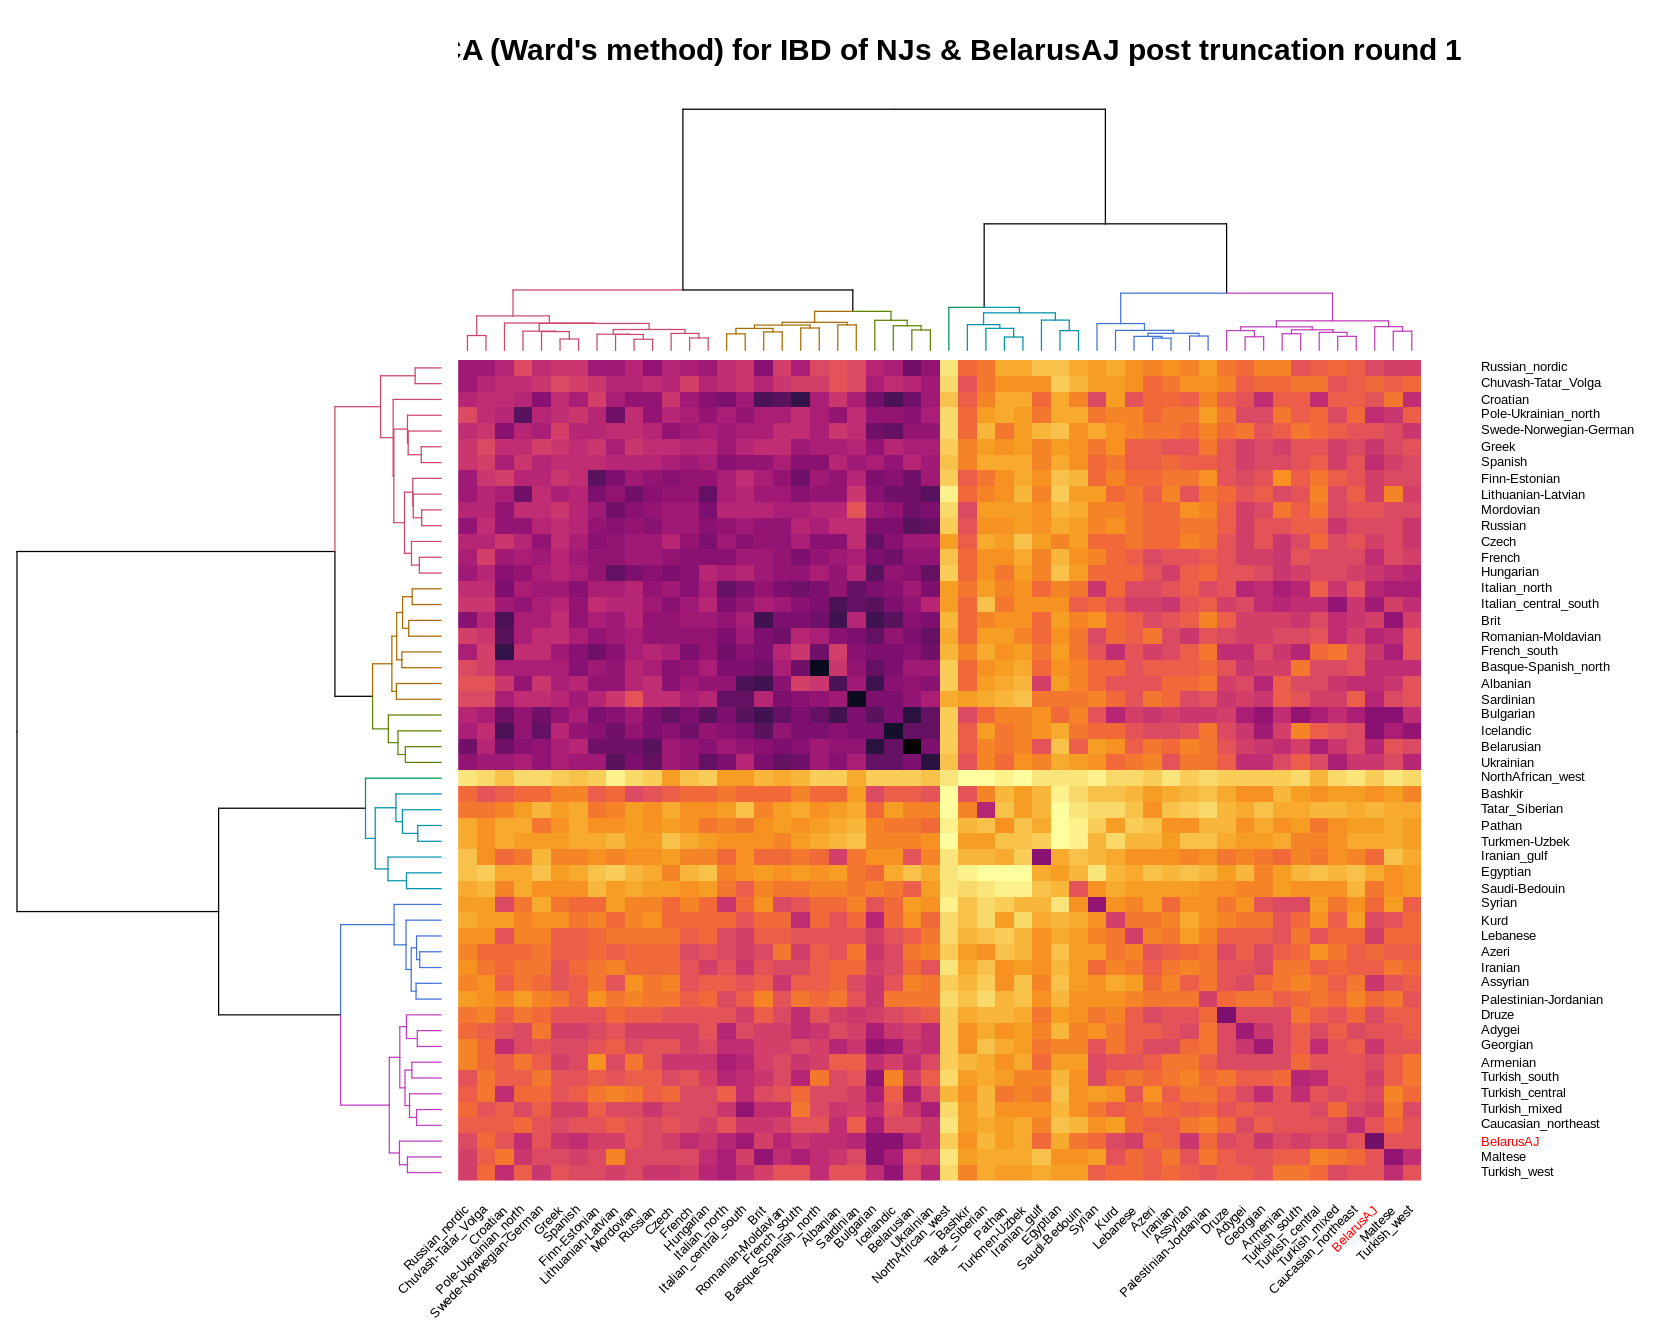 CA (Ward's method) for IBD of NJs & BelarusAJ post truncation round 1
Russian_nordic
Chuvash-Tatar_Volga
Croatian
Pole-Ukrainian_north
Swede-Norwegian-German
Greek
Spanish
Finn-Estonian
Lithuanian-Latvian
Mordovian
Russian
Czech
French
Hungarian
Italian_north
Italian_central_south
Brit
Romanian-Moldavian
French_south
Basque-Spanish_north
Albanian
Sardinian
Bulgarian
Icelandic
Belarusian
Ukrainian
NorthAfrican_west
Bashkir
Tatar_Siberian
Pathan
Turkmen-Uzbek
Iranian_gulf
Egyptian
Saudi-Bedouin
Syrian
Kurd
Lebanese
Azeri
Iranian
Assyrian
Palestinian-Jordanian
Druze
Adygei
Georgian
Armenian
Turkish_south
Turkish_central
Turkish_mixed
Caucasian_northeast
BelarusAJ
Maltese
Turkish_west
Russian_nordic
Chuvash-Tatar_Volga
Croatian
Pole-Ukrainian_north
Swede-Norwegian-German
Greek
Spanish
Finn-Estonian
Lithuanian-Latvian
Mordovian
Russian
Czech
French
Hungarian
Italian_north
Italian_central_south
Brit
Romanian-Moldavian
French_south
Basque-Spanish_north
Albanian
Sardinian
Bulgarian
Icelandic
Belarusian
Ukrainian
NorthAfrican_west
Bashkir
Tatar_Siberian
Pathan
Turkmen-Uzbek
Iranian_gulf
Egyptian
Saudi-Bedouin
Syrian
Kurd
Lebanese
Azeri
Iranian
Assyrian
Palestinian-Jordanian
Druze
Adygei
Georgian
Armenian
Turkish_south
Turkish_central
Turkish_mixed
Caucasian_northeast
BelarusAJ
Maltese
Turkish_west